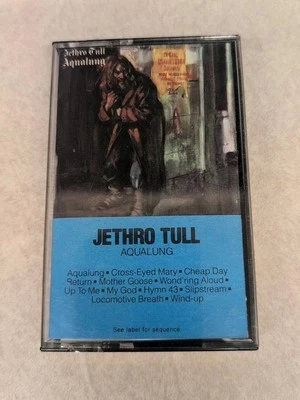 Jethro Tull
Aqualung
JETHRO TULL
AQUALUNG
Aqualung • Cross-Eyed Mary • Cheap Day
Return • Mother Goose • Wond'ring Aloud •
Up To Me • My God • Hymn 43 • Slipstream •
Locomotive Breath • Wind-up
See label for sequence